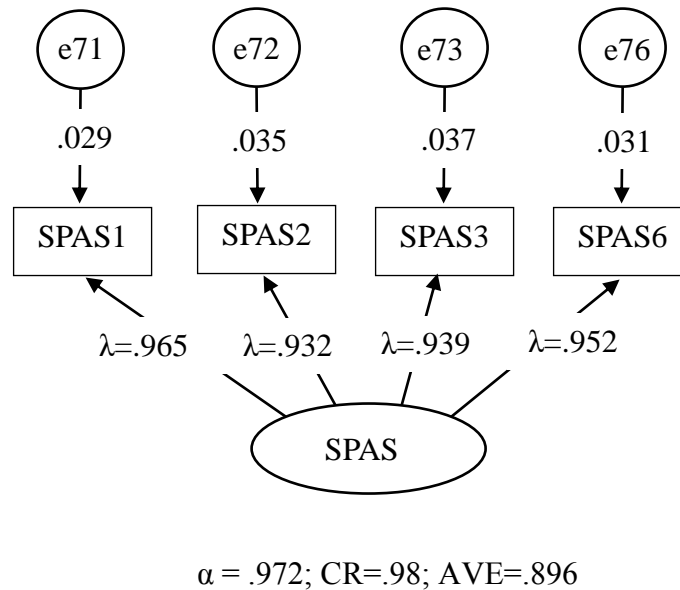 e71 e72 e73 e76
.029 .035 .037 .031
SPAS1 SPAS2 SPAS3 SPAS6
λ=.965 λ=.932 λ=.939 λ=.952
SPAS
α = .972; CR=.98; AVE=.896